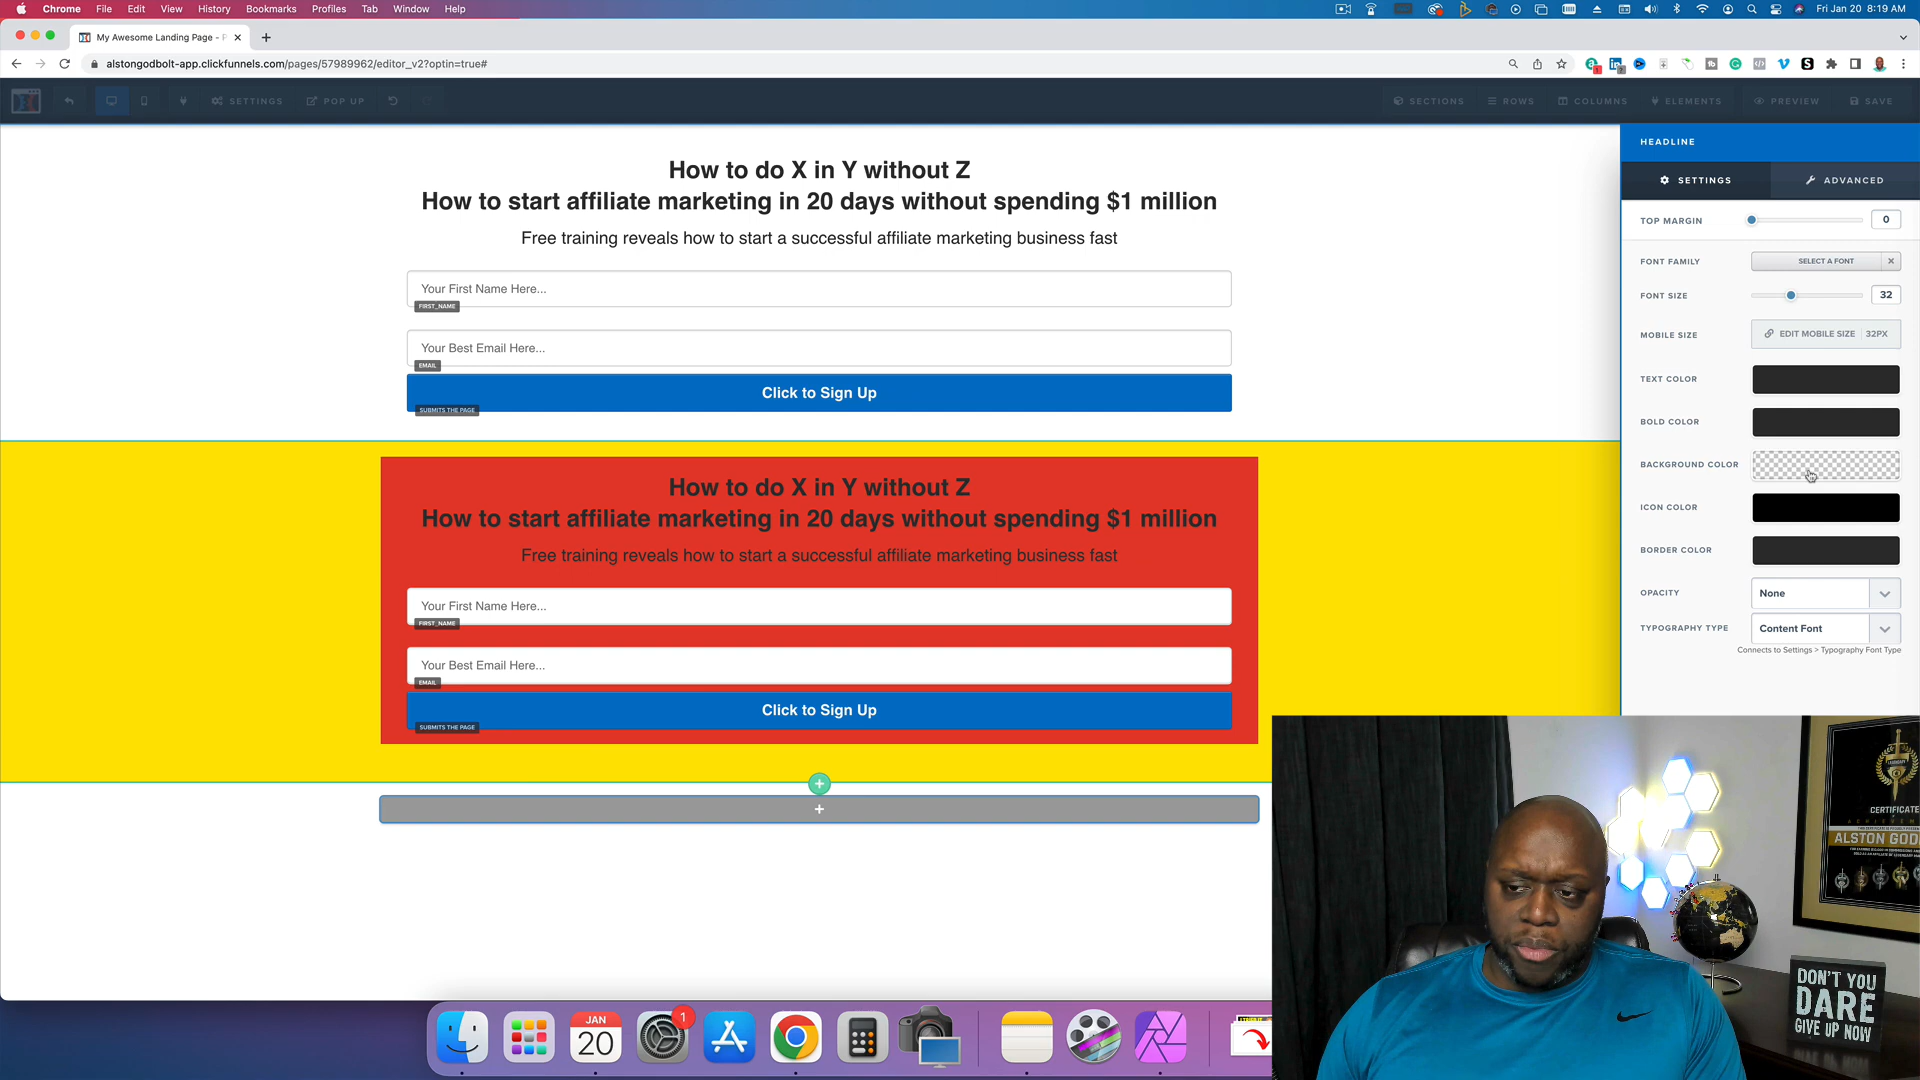 Chrome File Edit View History Bookmarks Profiles Tab Window Help
Fri Jan 20 8:19 AM
My Awesome Landing Page - P
alstongodbolt-app.clickfunnels.com/pages/57989962/editor_v2?optin=true#
SETTINGS POP UP
SECTIONS ROWS COLUMNS ELEMENTS PREVIEW SAVE
How to do X in Y without Z
How to start affiliate marketing in 20 days without spending $1 million
Free training reveals how to start a successful affiliate marketing business fast
Your First Name Here...
FIRST_NAME
Your Best Email Here...
EMAIL
Click to Sign Up
SUBMITS THE PAGE
How to do X in Y without Z
How to start affiliate marketing in 20 days without spending $1 million
Free training reveals how to start a successful affiliate marketing business fast
Your First Name Here...
FIRST_NAME
Your Best Email Here...
EMAIL
Click to Sign Up
SUBMITS THE PAGE
HEADLINE
SETTINGS ADVANCED
TOP MARGIN 0
FONT FAMILY SELECT A FONT
FONT SIZE 32
MOBILE SIZE EDIT MOBILE SIZE 32PX
TEXT COLOR
BOLD COLOR
BACKGROUND COLOR
ICON COLOR
BORDER COLOR
OPACITY None
TYPOGRAPHY TYPE Content Font
Connects to Settings > Typography Font Type
CERTIFICATE
ALSTON GOD
DON'T YOU
DARE
GIVE UP NOW
JAN
20
1